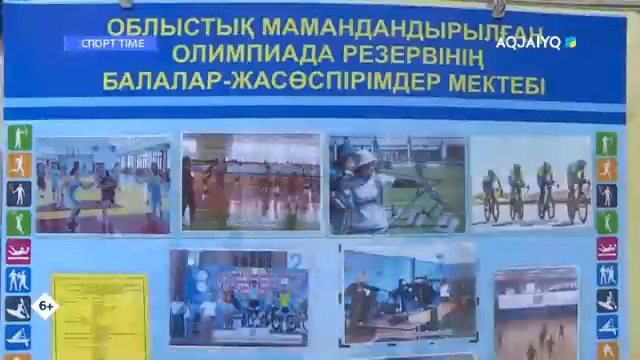 ОБЛЫСТЫҚ МАМАНДАНДЫРЫЛҒАН
СПОРТ TIME
AQJAIYQ
ОЛИМПИАДА РЕЗЕРВІНІҢ
БАЛАЛАР-ЖАСӨСПІРІМДЕР МЕКТЕБІ
6+